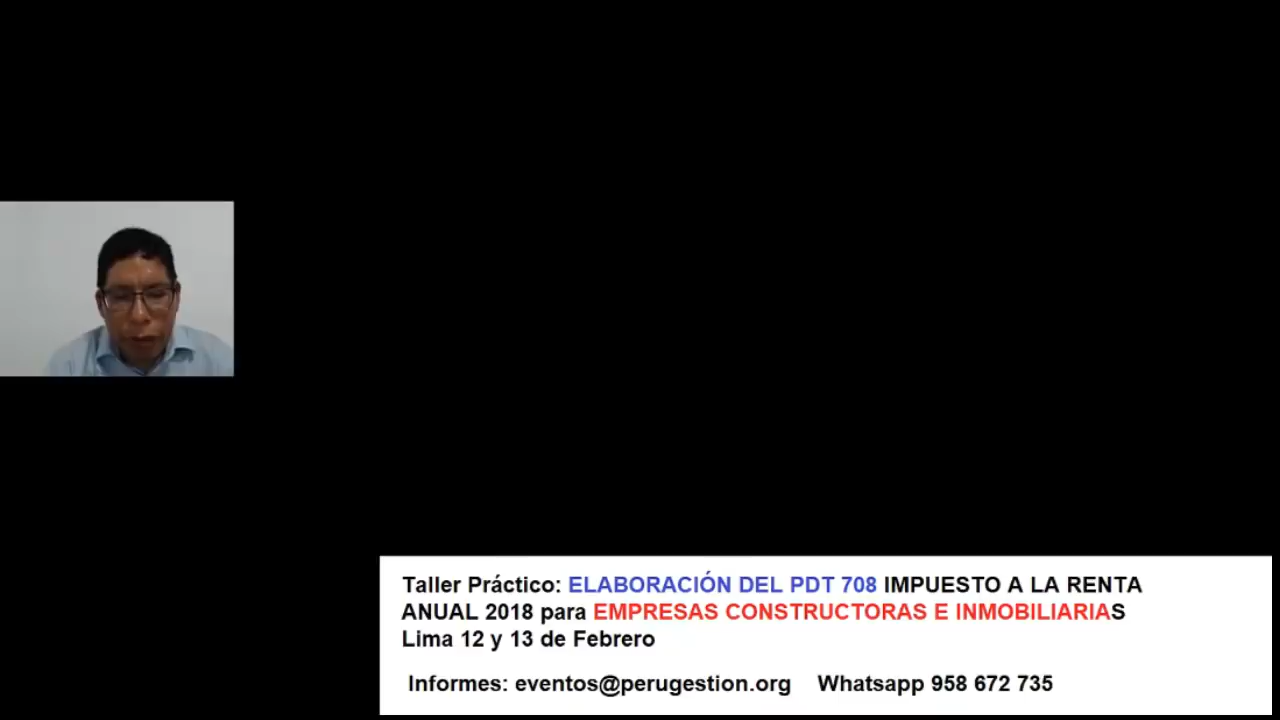 Taller Práctico: ELABORACIÓN DEL PDT 708 IMPUESTO A LA RENTA
ANUAL 2018 para EMPRESAS CONSTRUCTORAS E INMOBILIARIAS
Lima 12 y 13 de Febrero
Informes: eventos@perugestion.org Whatsapp 958 672 735